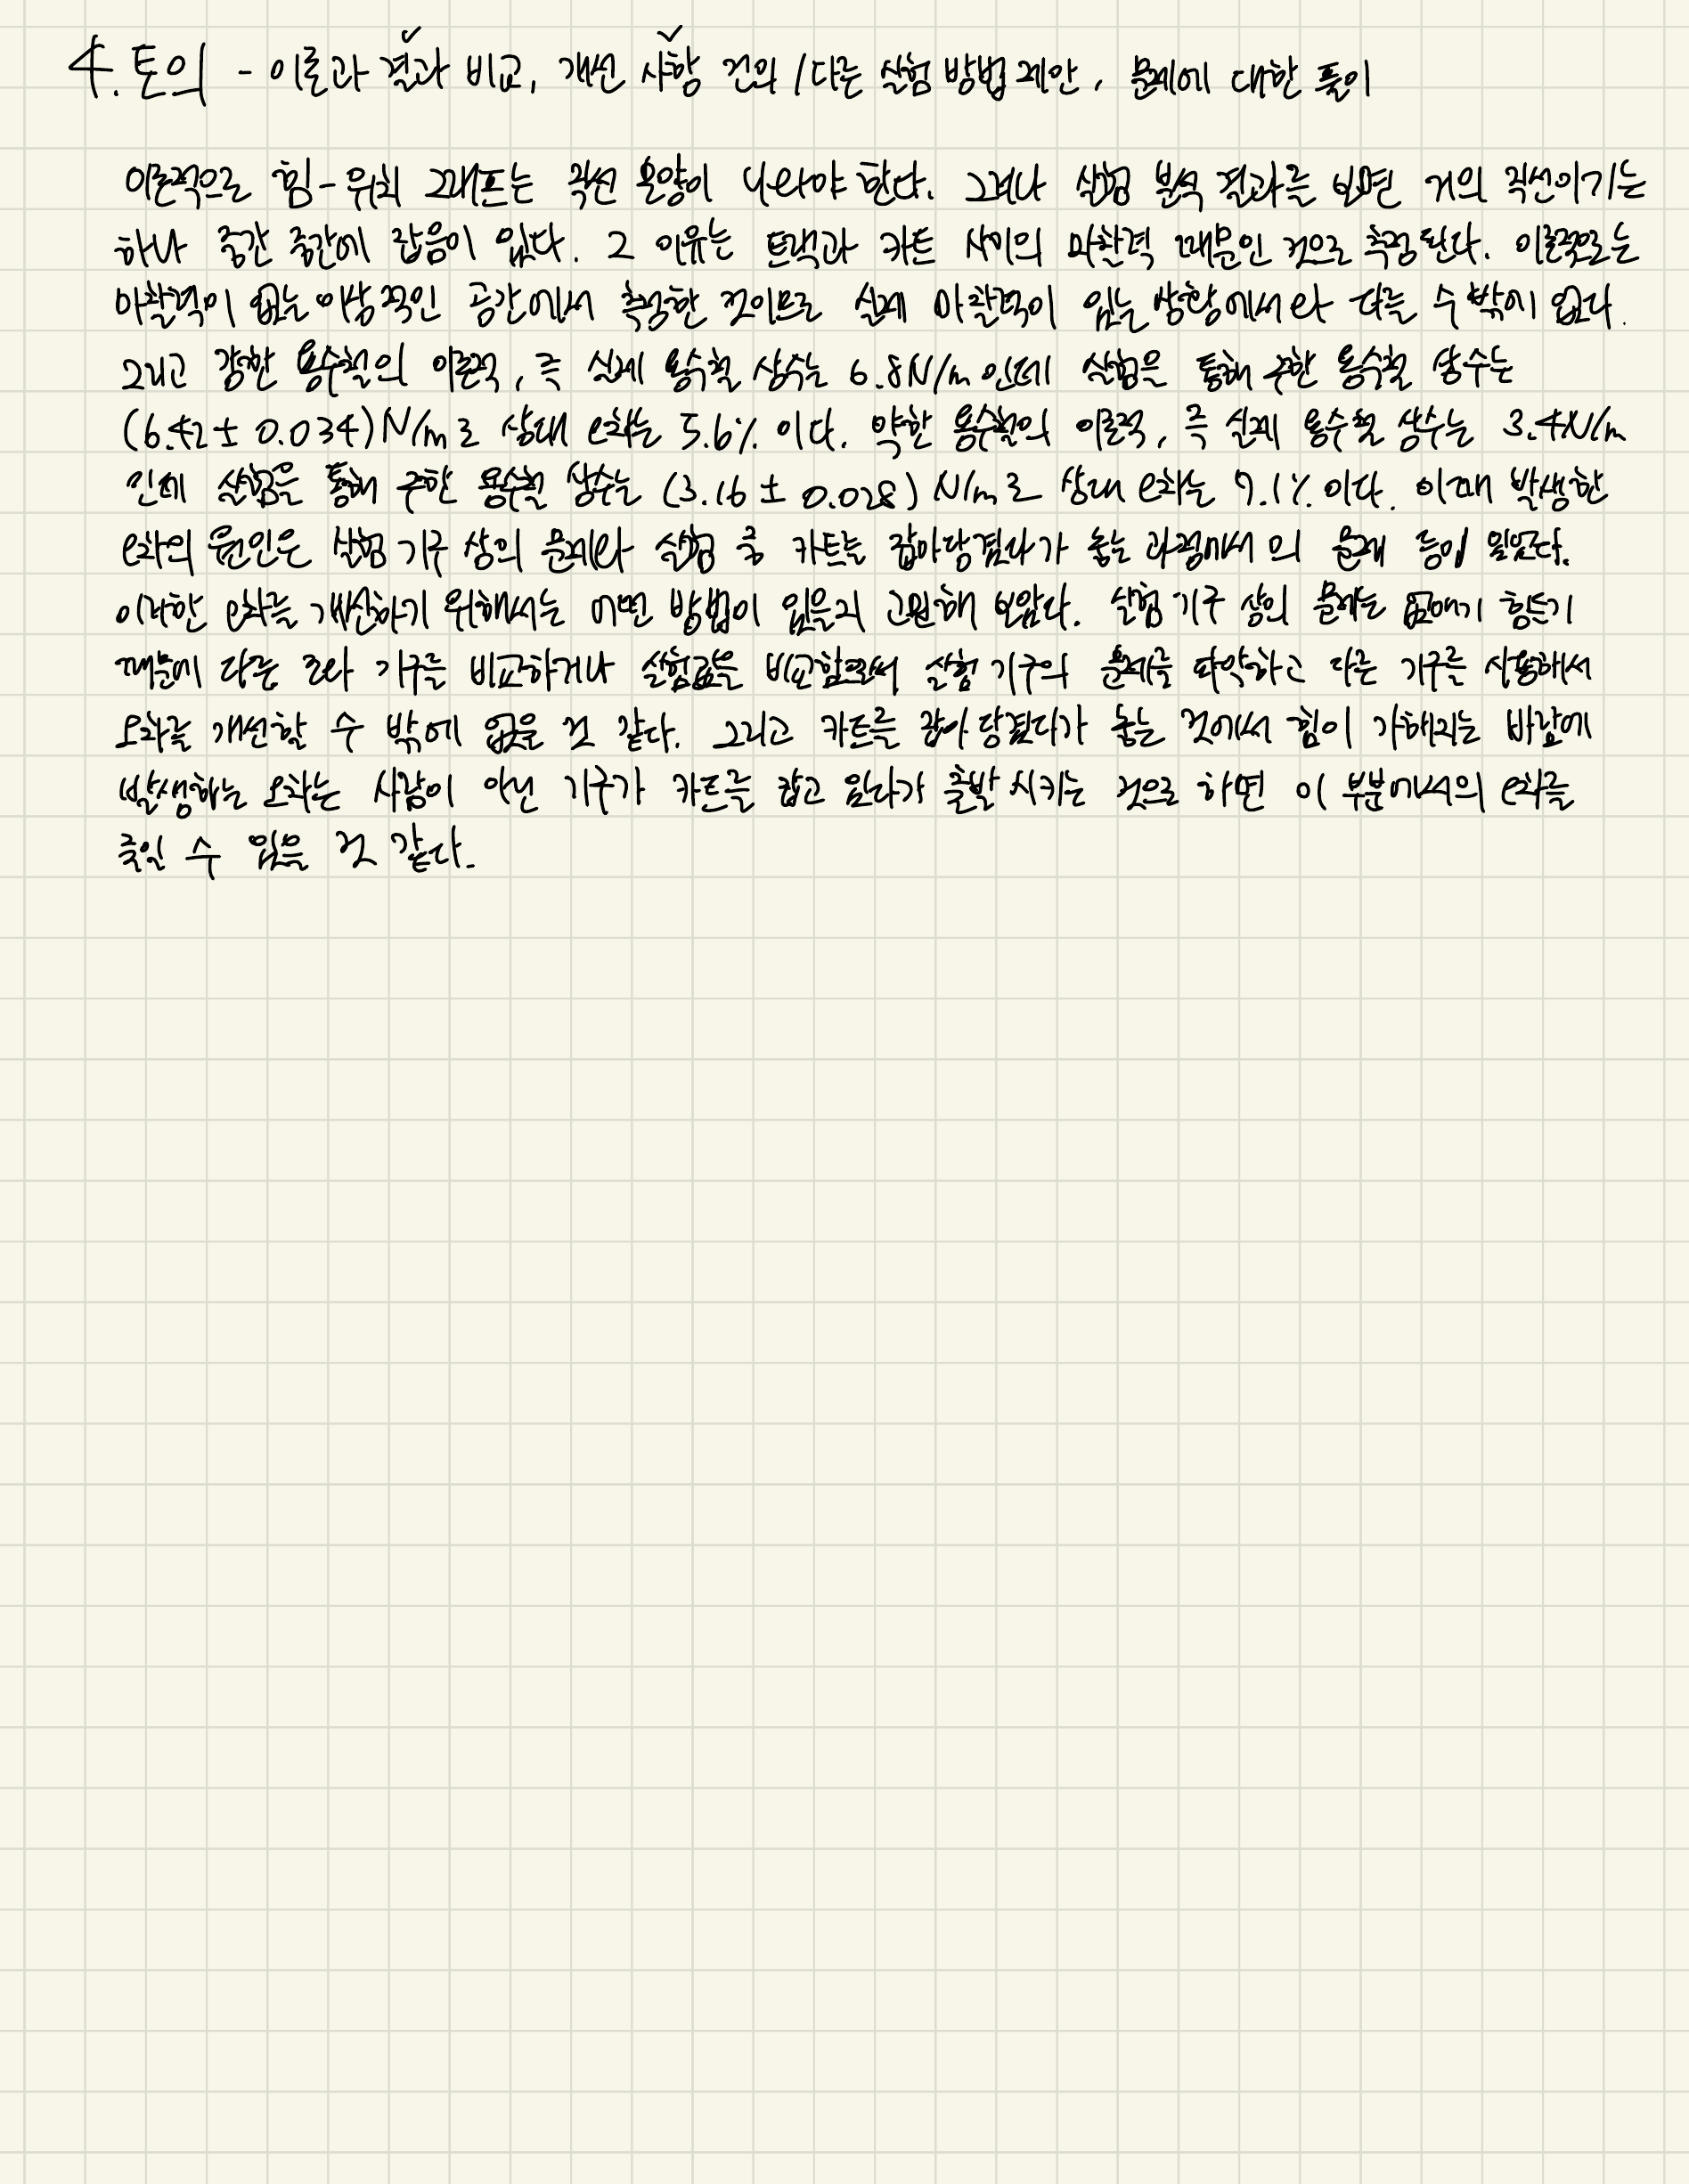 4. 토의 - 이론과 결과 비교, 개선 사항 건의 / 다른 실험 방법 제안, 문제에 대한 풀이
이론적으로 힘-위치 그래프는 직선 모양이 나와야 한다. 그러나 실험 분석 결과를 보면 거의 직선이기는
하나 중간 중간에 잡음이 있다. 그 이유는 트랙과 카트 사이의 마찰력 때문인 것으로 측정된다. 이론적으로는
마찰력이 없는 이상적인 공간에서 측정한 것이므로 실제 마찰력이 있는 상황에서와 다를 수 밖에 없다.
그리고 강한 용수철의 이론적, 즉 실제 용수철 상수는 6.8N/m 인데 실험을 통해 구한 용수철 상수는
(6.42 ± 0.034)N/m로 상대 오차는 5.6% 이다. 약한 용수철의 이론적, 즉 실제 용수철 상수는 3.4N/m
인데 실험을 통해 구한 용수철 상수는 (3.16 ± 0.028) N/m로 상대 오차는 7.1% 이다. 이때 발생한
오차의 원인은 실험 기구 상의 문제와 실험 중 카트를 잡아당겼다가 놓는 과정에서의 문제 등이 있었다.
이러한 오차를 개선하기 위해서는 어떤 방법이 있을지 고민해 보았다. 실험 기구 상의 문제는 없애기 힘들기
때문에 다른 조와 기구를 비교하거나 실험값을 비교함으로써 실험 기구의 문제를 파악하고 다른 기구를 사용해서
오차를 개선할 수 밖에 없을 것 같다. 그리고 카트를 잡아 당겼다가 놓는 것에서 힘이 가해지는 바람에
발생하는 오차는 사람이 아닌 기구가 카트를 잡고 있다가 출발 시키는 것으로 하면 이 부분에서의 오차를
줄일 수 있을 것 같다.